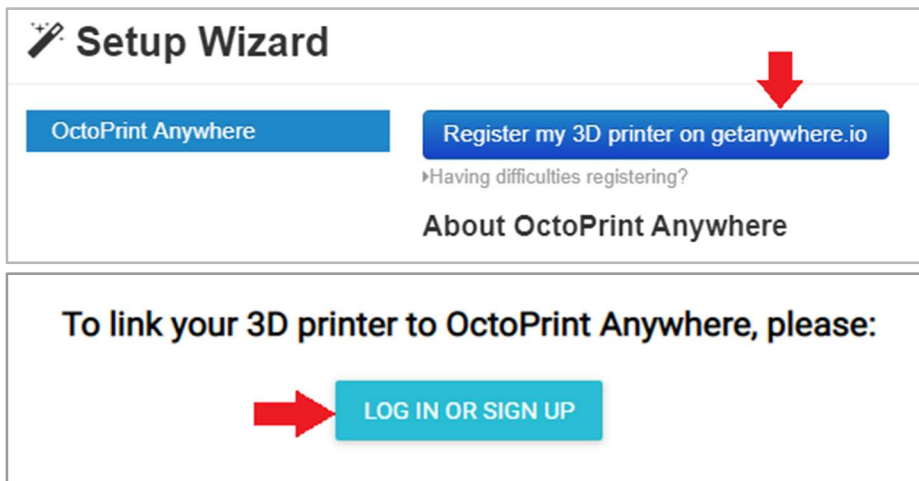 Setup Wizard
OctoPrint Anywhere
Register my 3D printer on getanywhere.io
Having difficulties registering?
About OctoPrint Anywhere
To link your 3D printer to OctoPrint Anywhere, please:
LOG IN OR SIGN UP